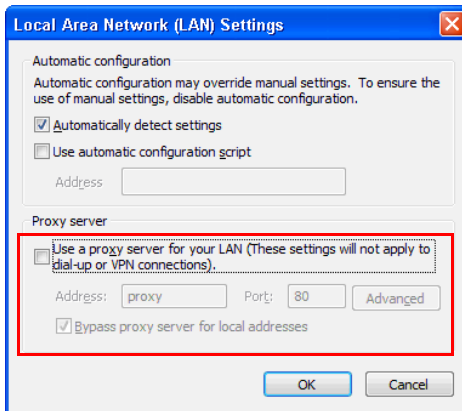 Local Area Network (LAN) Settings
Automatic configuration
Automatic configuration may override manual settings. To ensure the
use of manual settings, disable automatic configuration.
Automatically detect settings
Use automatic configuration script
Address
Proxy server
Use a proxy server for your LAN (These settings will not apply to
dial-up or VPN connections).
Address: proxy Port: 80 Advanced
Bypass proxy server for local addresses
OK Cancel